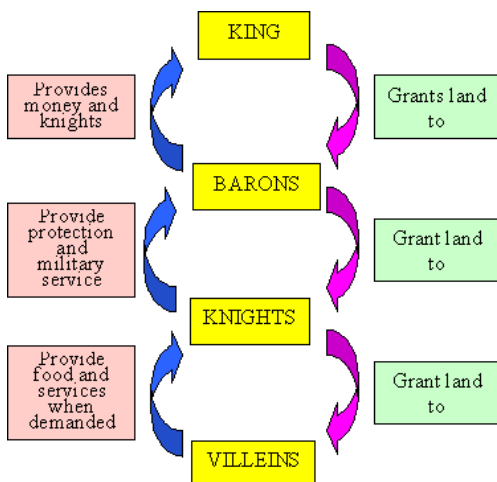 KING
Provides
money and
knights
Grants land
to
BARONS
Provide
protection
and
military
service
Grant land
to
KNIGHTS
Provide
food and
services
when
demanded
Grant land
to
VILLEINS